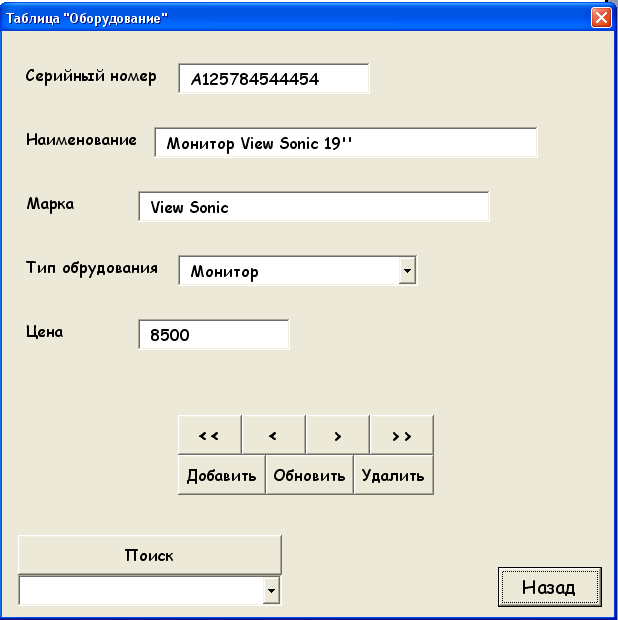 Таблица "Оборудование"
Серийный номер A125784544454
Наименование Монитор View Sonic 19''
Марка View Sonic
Тип обрудования Монитор
Цена 8500
<< < > >>
Добавить Обновить Удалить
Поиск
Назад